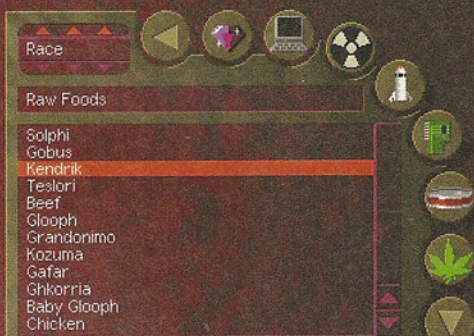 Race
Raw Foods
Solphi
Gobus
Kendrik
Teslori
Beef
Glooph
Grandonimo
Kozuma
Gafar
Ghkorria
Baby Glooph
Chicken